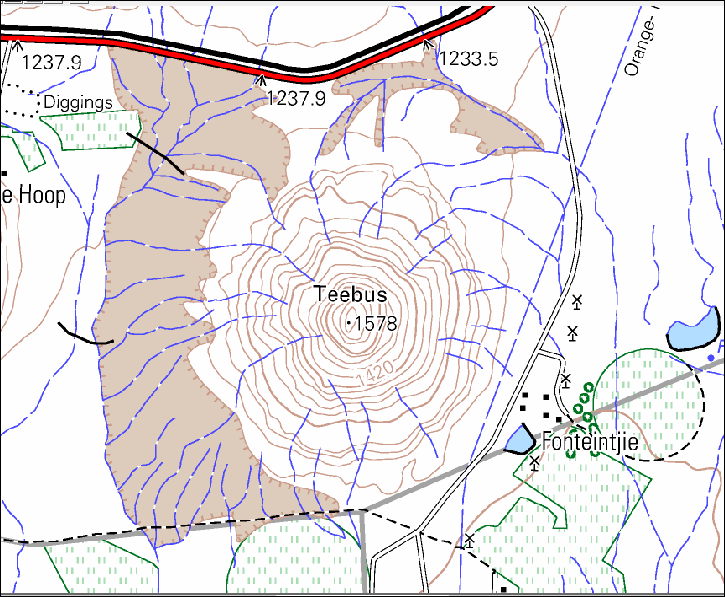 Orange-
1237.9
1233.5
Diggings
1237.9
e Hoop
Teebus
1578
1420
Fonteintjie